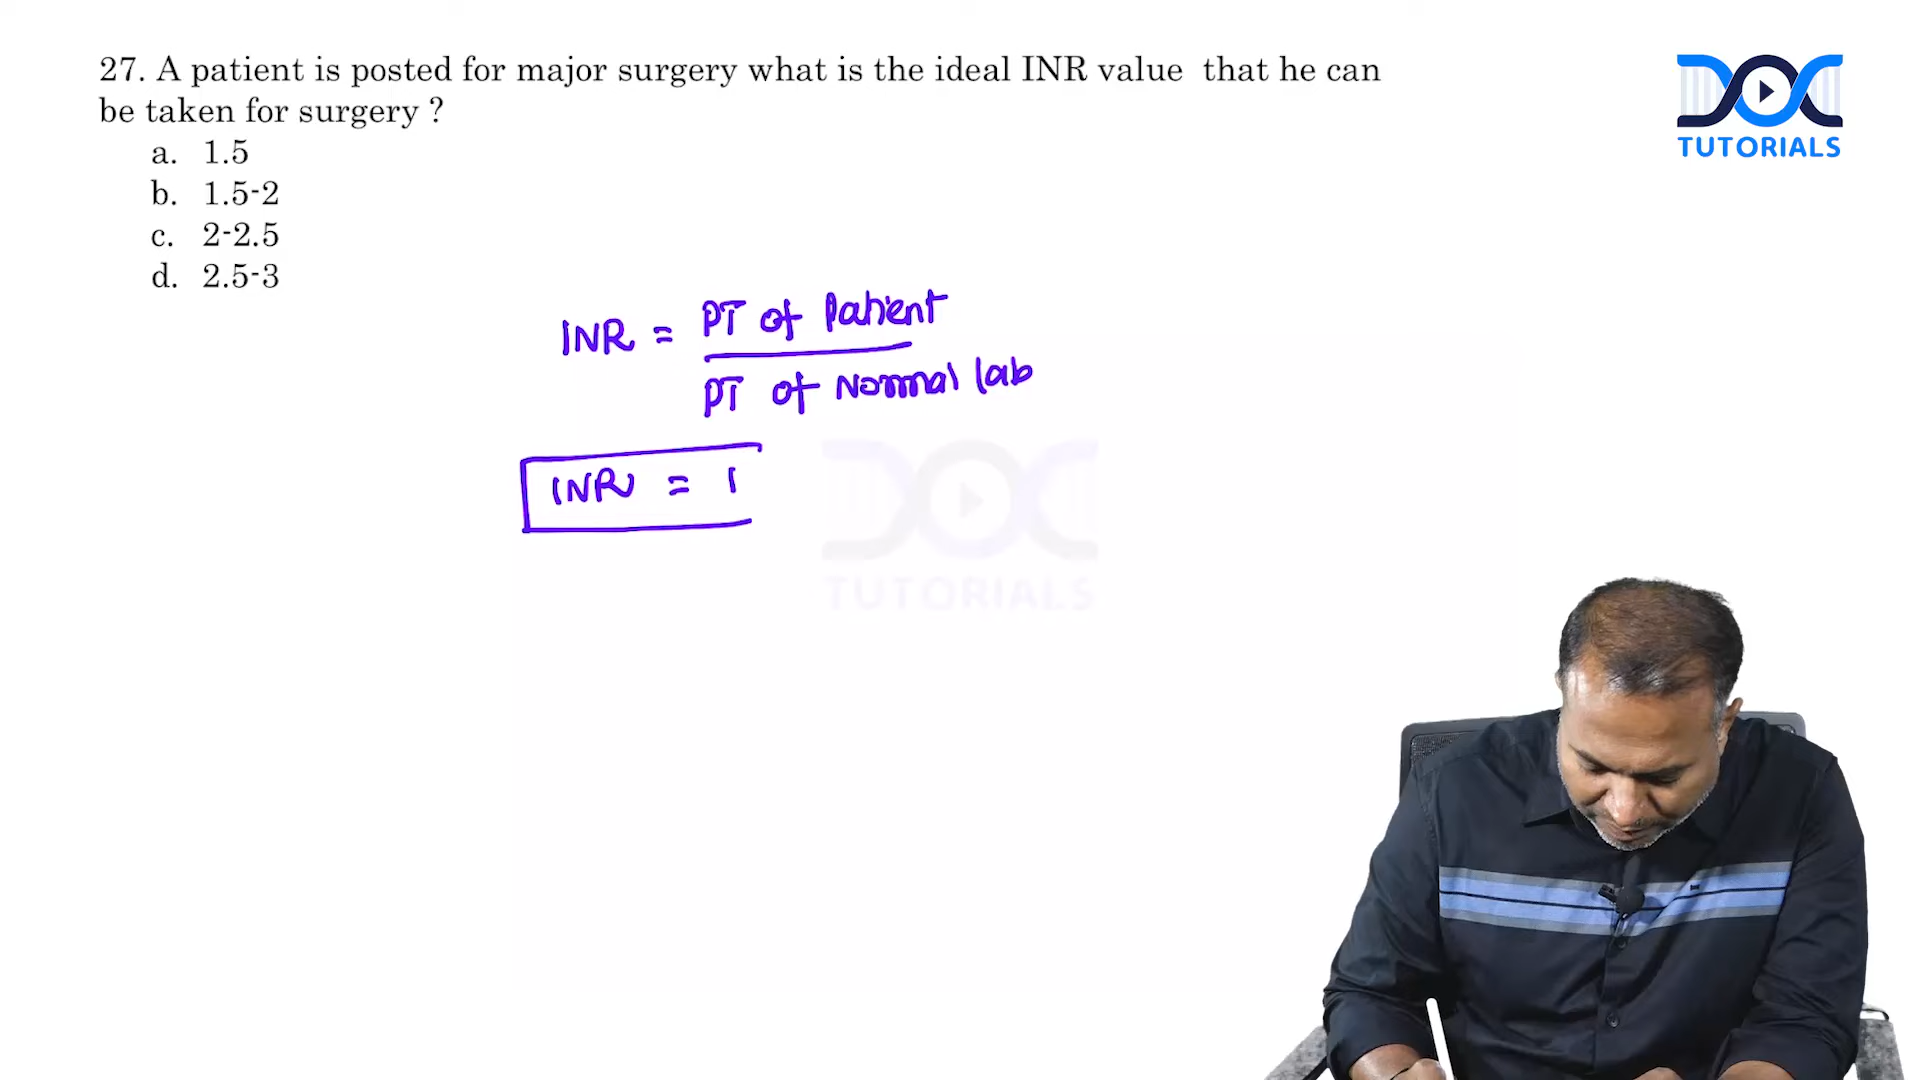 27. A patient is posted for major surgery what is the ideal INR value that he can
be taken for surgery ?
a. 1.5
b. 1.5-2
c. 2-2.5
d. 2.5-3
TUTORIALS
INR = PT of Patient
PT of Normal lab
INR = 1
TUTORIALS